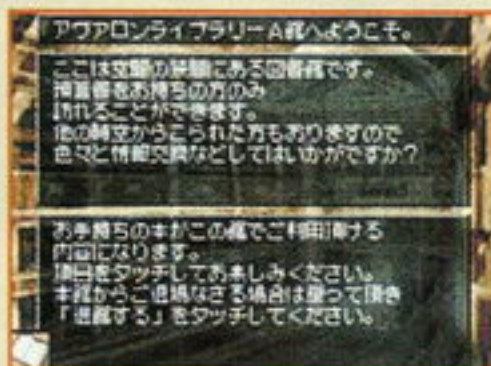 アヴァロンライブラリーA館へようこそ。
ここは空間の狭間にある図書館です。
預言書をお持ちの方のみ
訪れることができます。
他の時空からこられた方もおりますので
色々と情報交換などしてはいかがですか?
お手持ちの本がこの館でご利用頂ける
内容になります。
項目をタッチしてお楽しみください。
本館からご退場なさる場合は戻って頂き
「退館する」をタッチしてください。